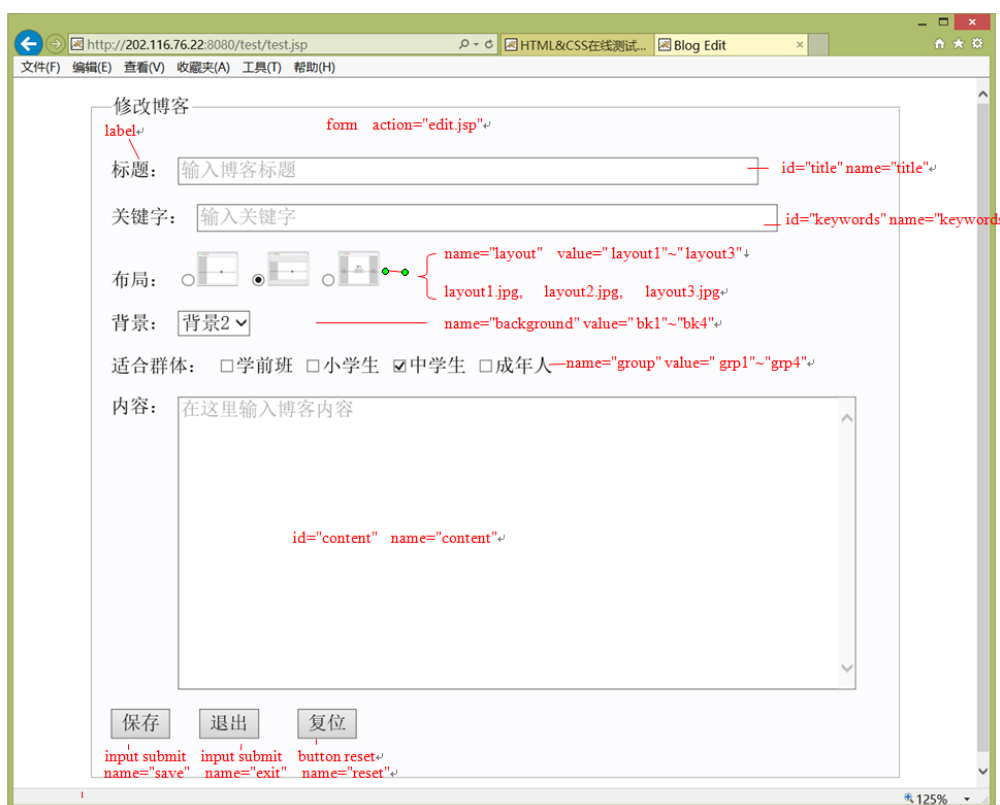 http://202.116.76.22:8080/test/test.jsp
HTML&CSS在线测试...
Blog Edit
文件(F) 编辑(E) 查看(V) 收藏夹(A) 工具(T) 帮助(H)
修改博客
label
form action="edit.jsp"
标题: 输入博客标题
id="title" name="title"
关键字: 输入关键字
id="keywords" name="keywords
布局:
name="layout" value=" layout1"~" layout3"
layout1.jpg, layout2.jpg, layout3.jpg
背景: 背景2
name="background" value=" bk1"~"bk4"
适合群体: 学前班 小学生 中学生 成年人
name="group" value=" grp1"~"grp4"
内容: 在这里输入博客内容
id="content" name="content"
保存 退出 复位
input submit input submit button reset
name="save" name="exit" name="reset"
125%